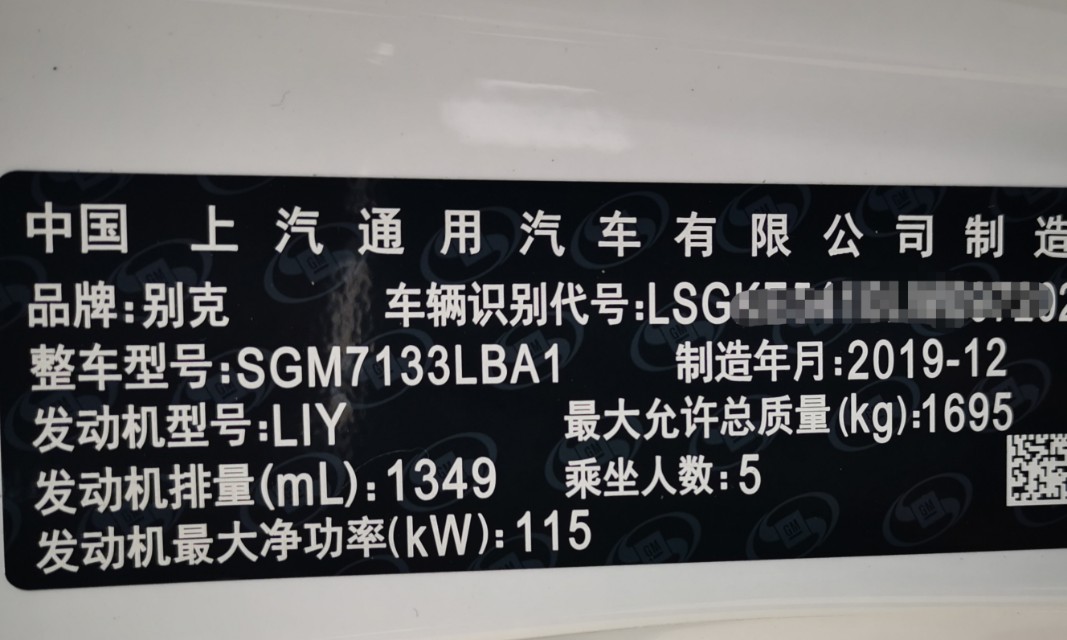 中国 上汽通用汽车有限公司制造
品牌:别克 车辆识别代号:LSG
整车型号:SGM7133LBA1 制造年月:2019-12
发动机型号:LIY 最大允许总质量(kg):1695
发动机排量(mL):1349 乘坐人数:5
发动机最大净功率(kW):115